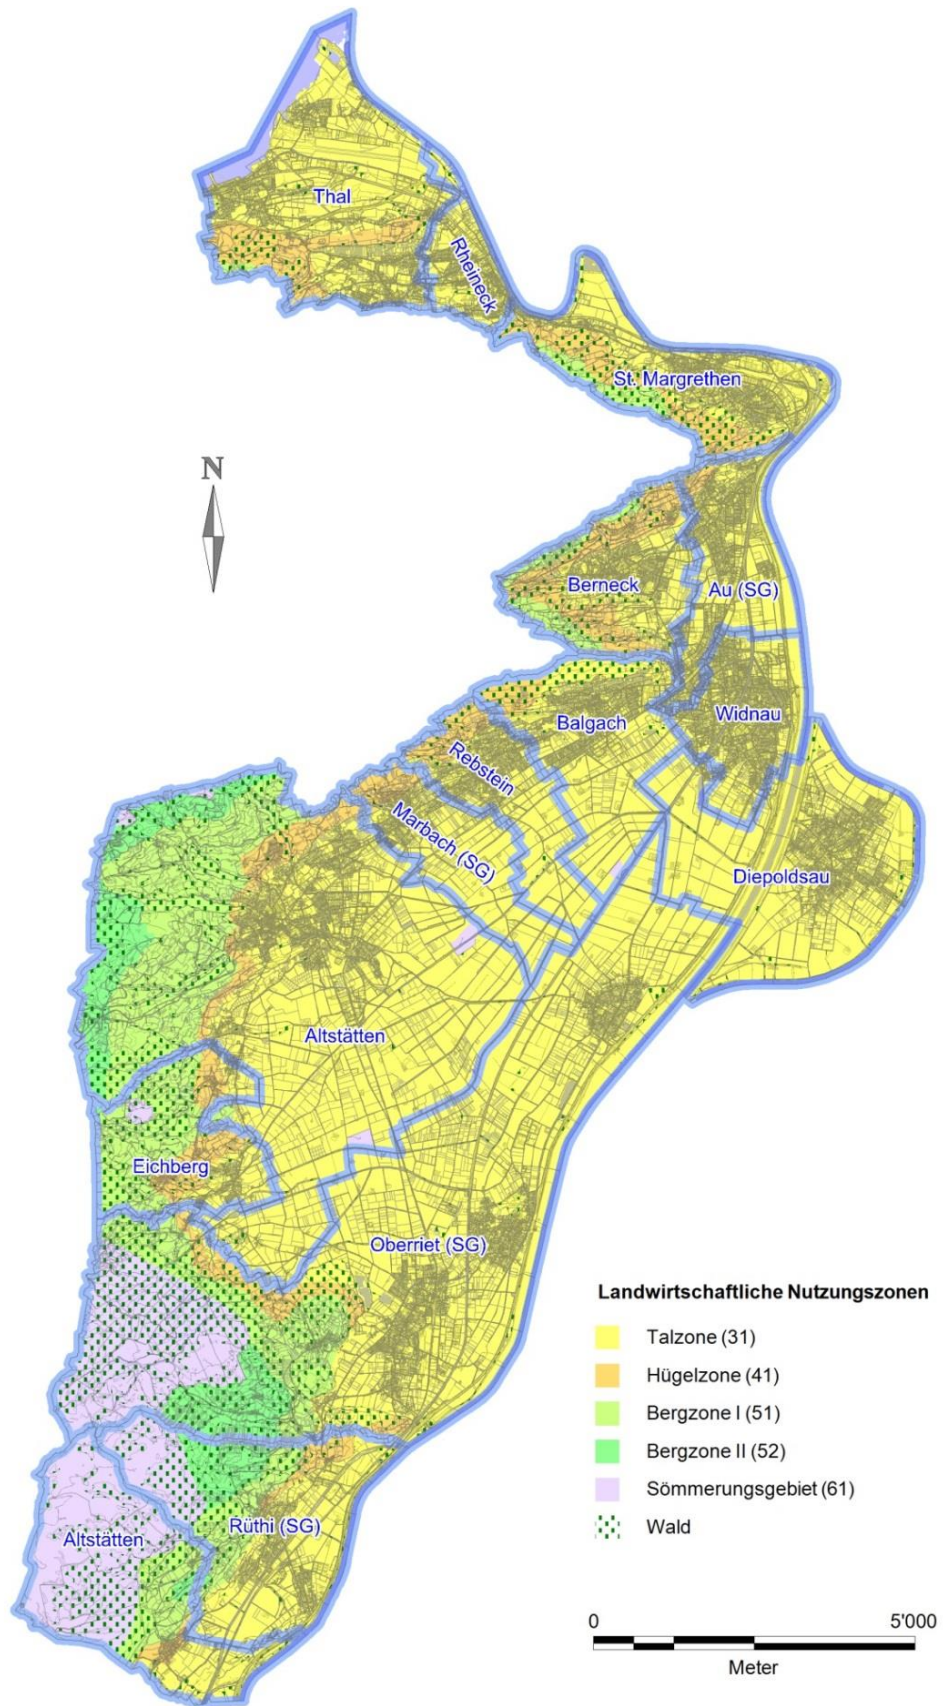 Thal
Rheineck
St. Margrethen
N
Berneck
Au (SG)
Widnau
Balgach
Rebstein
Marbach (SG)
Diepoldsau
Altstätten
Eichberg
Oberriet (SG)
Landwirtschaftliche Nutzungszonen
Talzone (31)
Hügelzone (41)
Bergzone I (51)
Bergzone II (52)
Sömmerungsgebiet (61)
Wald
Rüthi (SG)
Altstätten
0 5'000
Meter